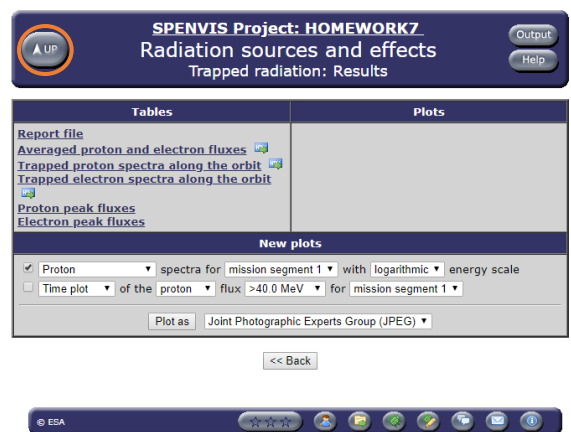 SPENVIS Project: HOMEWORK7
UP
Radiation sources and effects
Trapped radiation: Results
Output
Help
Tables
Plots
Report file
Averaged proton and electron fluxes
Trapped proton spectra along the orbit
Trapped electron spectra along the orbit
Proton peak fluxes
Electron peak fluxes
New plots
Proton spectra for mission segment 1 with logarithmic energy scale
Time plot of the proton flux >40.0 MeV for mission segment 1
Plot as Joint Photographic Experts Group (JPEG)
<< Back
© ESA